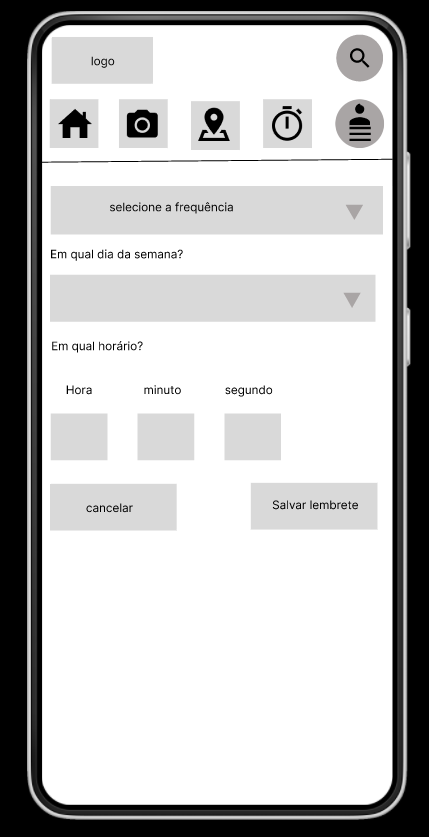 logo
selecione a frequência
Em qual dia da semana?
Em qual horário?
Hora minuto segundo
cancelar Salvar lembrete